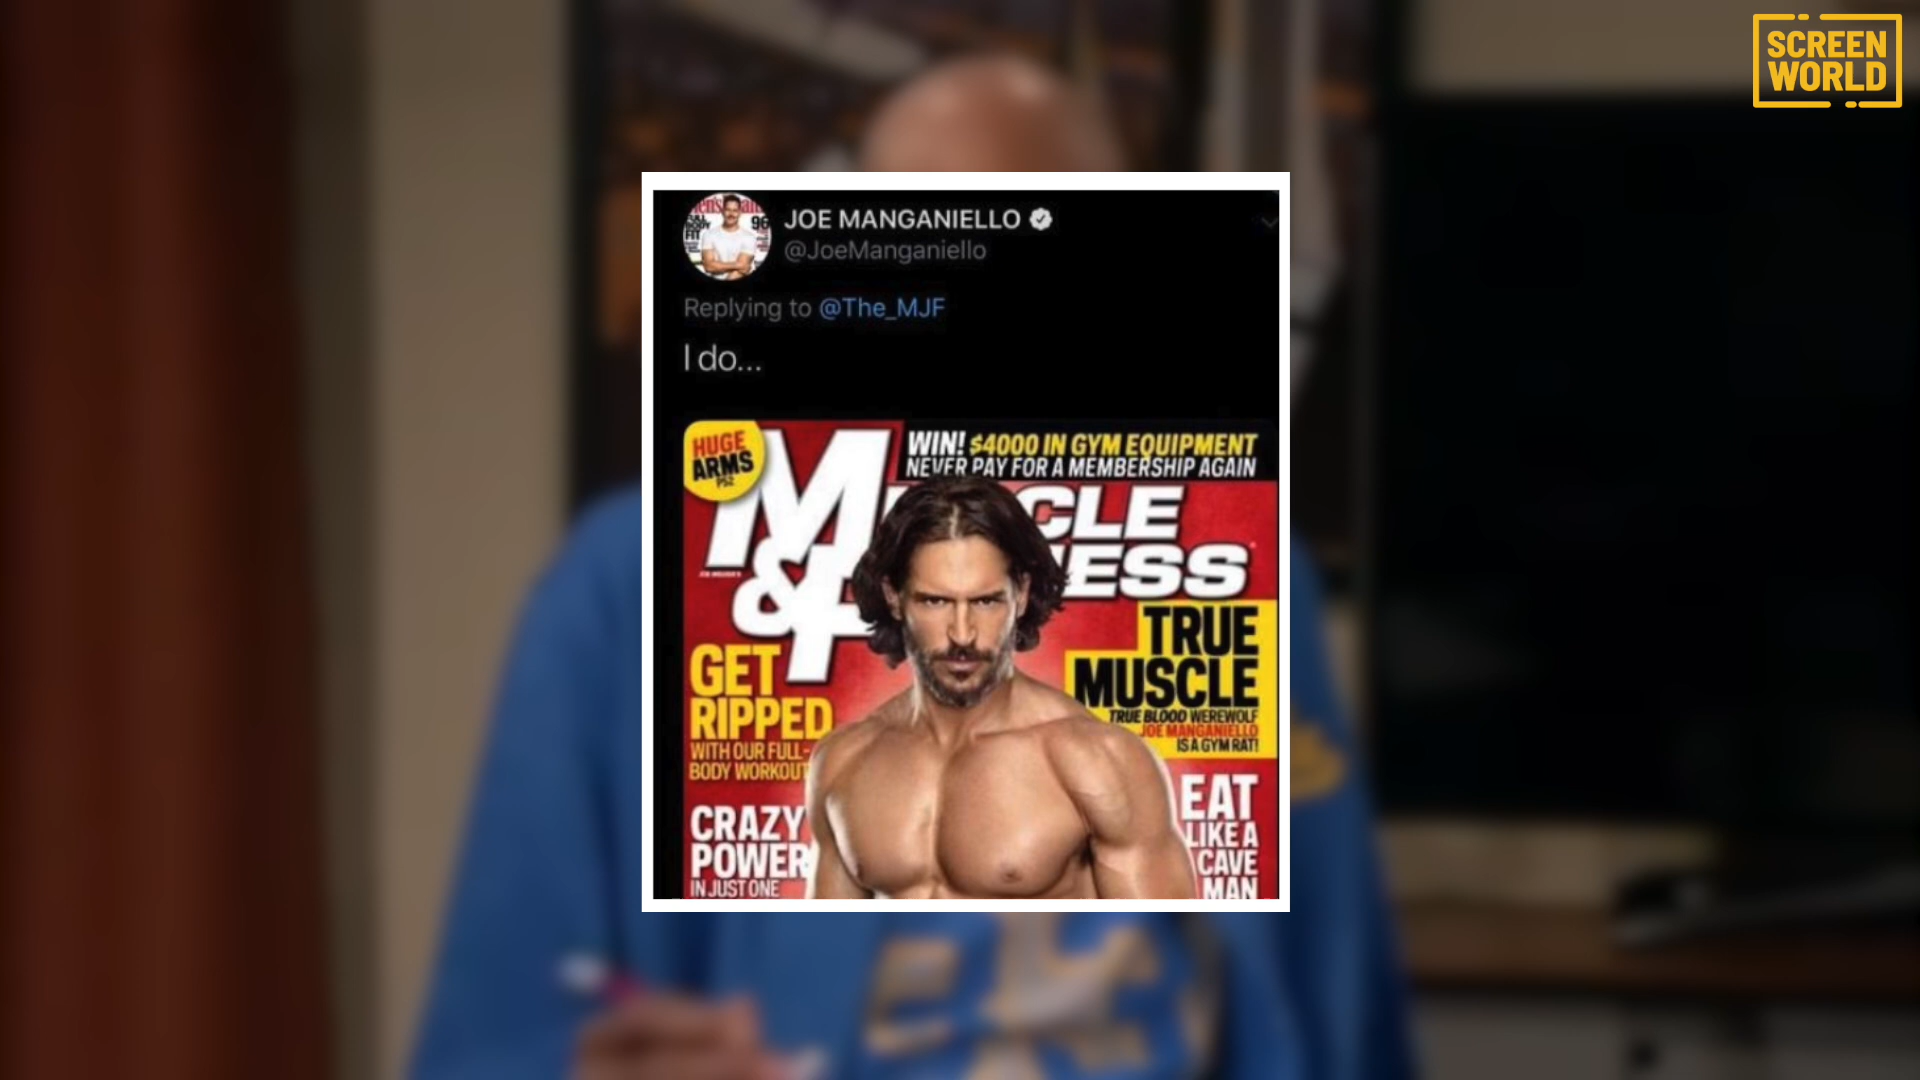 SCREEN
WORLD
JOE MANGANIELLO
@JoeManganiello
Replying to @The_MJF
I do...
HUGE
ARMS
WIN! $4000 IN GYM EQUIPMENT
NEVER PAY FOR A MEMBERSHIP AGAIN
M CLE
& F ESS
GET
RIPPED
WITH OUR FULL-
BODY WORKOUT
CRAZY
POWER
IN JUST ONE
TRUE
MUSCLE
TRUE BLOOD WEREWOLF
JOE MANGANIELLO
IS A GYM RAT!
EAT
LIKE A
CAVE
MAN